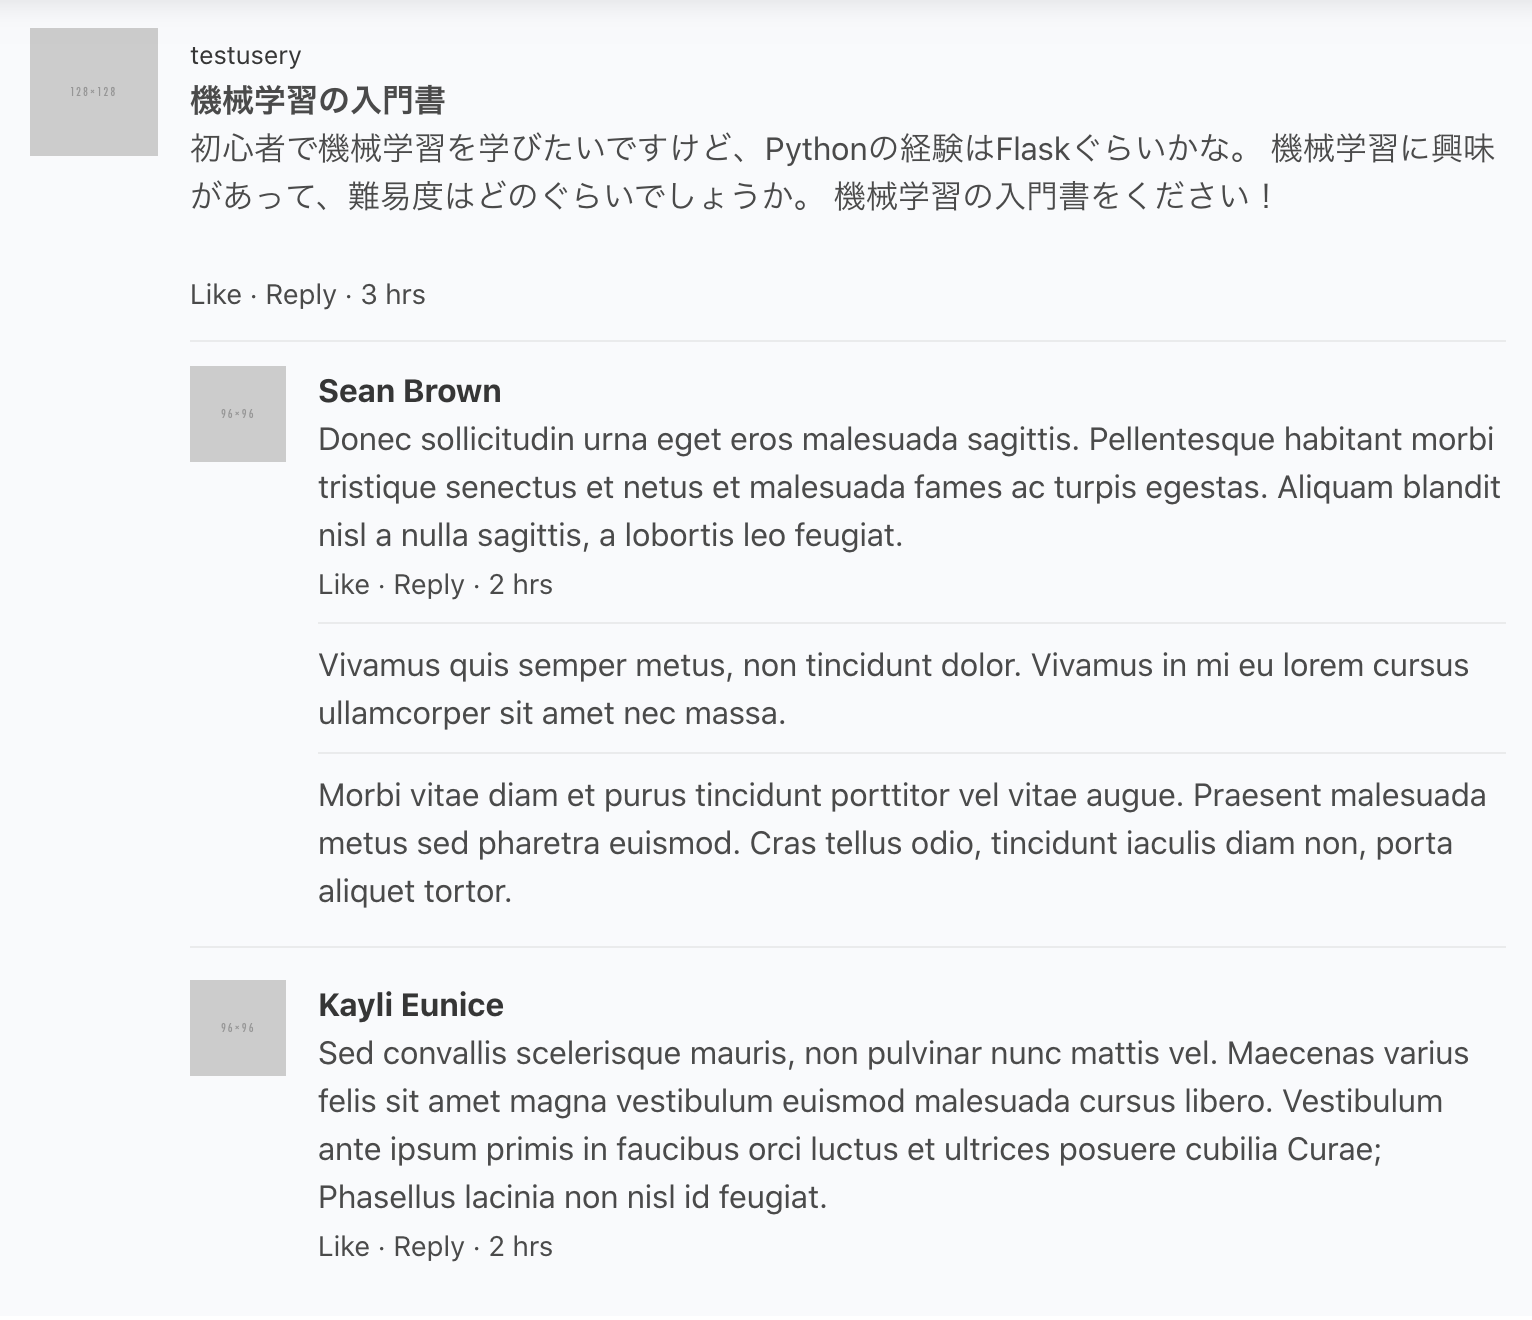 128×128
testusery
機械学習の入門書
初心者で機械学習を学びたいですけど、Pythonの経験はFlaskぐらいかな。 機械学習に興味
があって、難易度はどのぐらいでしょうか。 機械学習の入門書をください！
Like · Reply · 3 hrs
96×96
Sean Brown
Donec sollicitudin urna eget eros malesuada sagittis. Pellentesque habitant morbi
tristique senectus et netus et malesuada fames ac turpis egestas. Aliquam blandit
nisl a nulla sagittis, a lobortis leo feugiat.
Like · Reply · 2 hrs
Vivamus quis semper metus, non tincidunt dolor. Vivamus in mi eu lorem cursus
ullamcorper sit amet nec massa.
Morbi vitae diam et purus tincidunt porttitor vel vitae augue. Praesent malesuada
metus sed pharetra euismod. Cras tellus odio, tincidunt iaculis diam non, porta
aliquet tortor.
96×96
Kayli Eunice
Sed convallis scelerisque mauris, non pulvinar nunc mattis vel. Maecenas varius
felis sit amet magna vestibulum euismod malesuada cursus libero. Vestibulum
ante ipsum primis in faucibus orci luctus et ultrices posuere cubilia Curae;
Phasellus lacinia non nisl id feugiat.
Like · Reply · 2 hrs